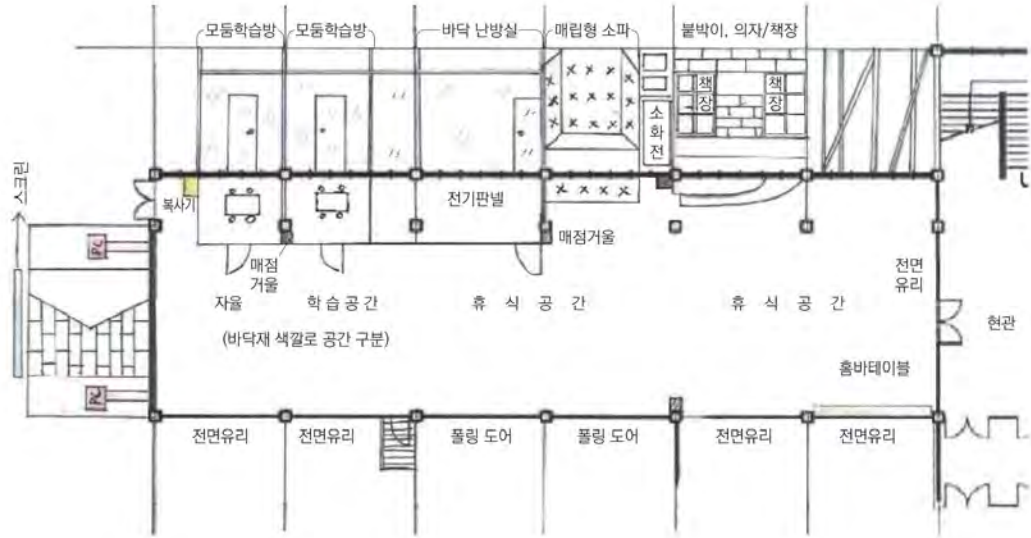 모둠학습방
모둠학습방
바닥 난방실
매립형 소파
붙박이, 의자/책장
책장
책장
소화전
스크린
복사기
전기판넬
PC
매점
거울
매점거울
전면
유리
자율 학습공간
휴식공간
휴식공간
현관
(바닥재 색깔로 공간 구분)
홈바테이블
PC
전면유리
전면유리
폴링 도어
폴링 도어
전면유리
전면유리